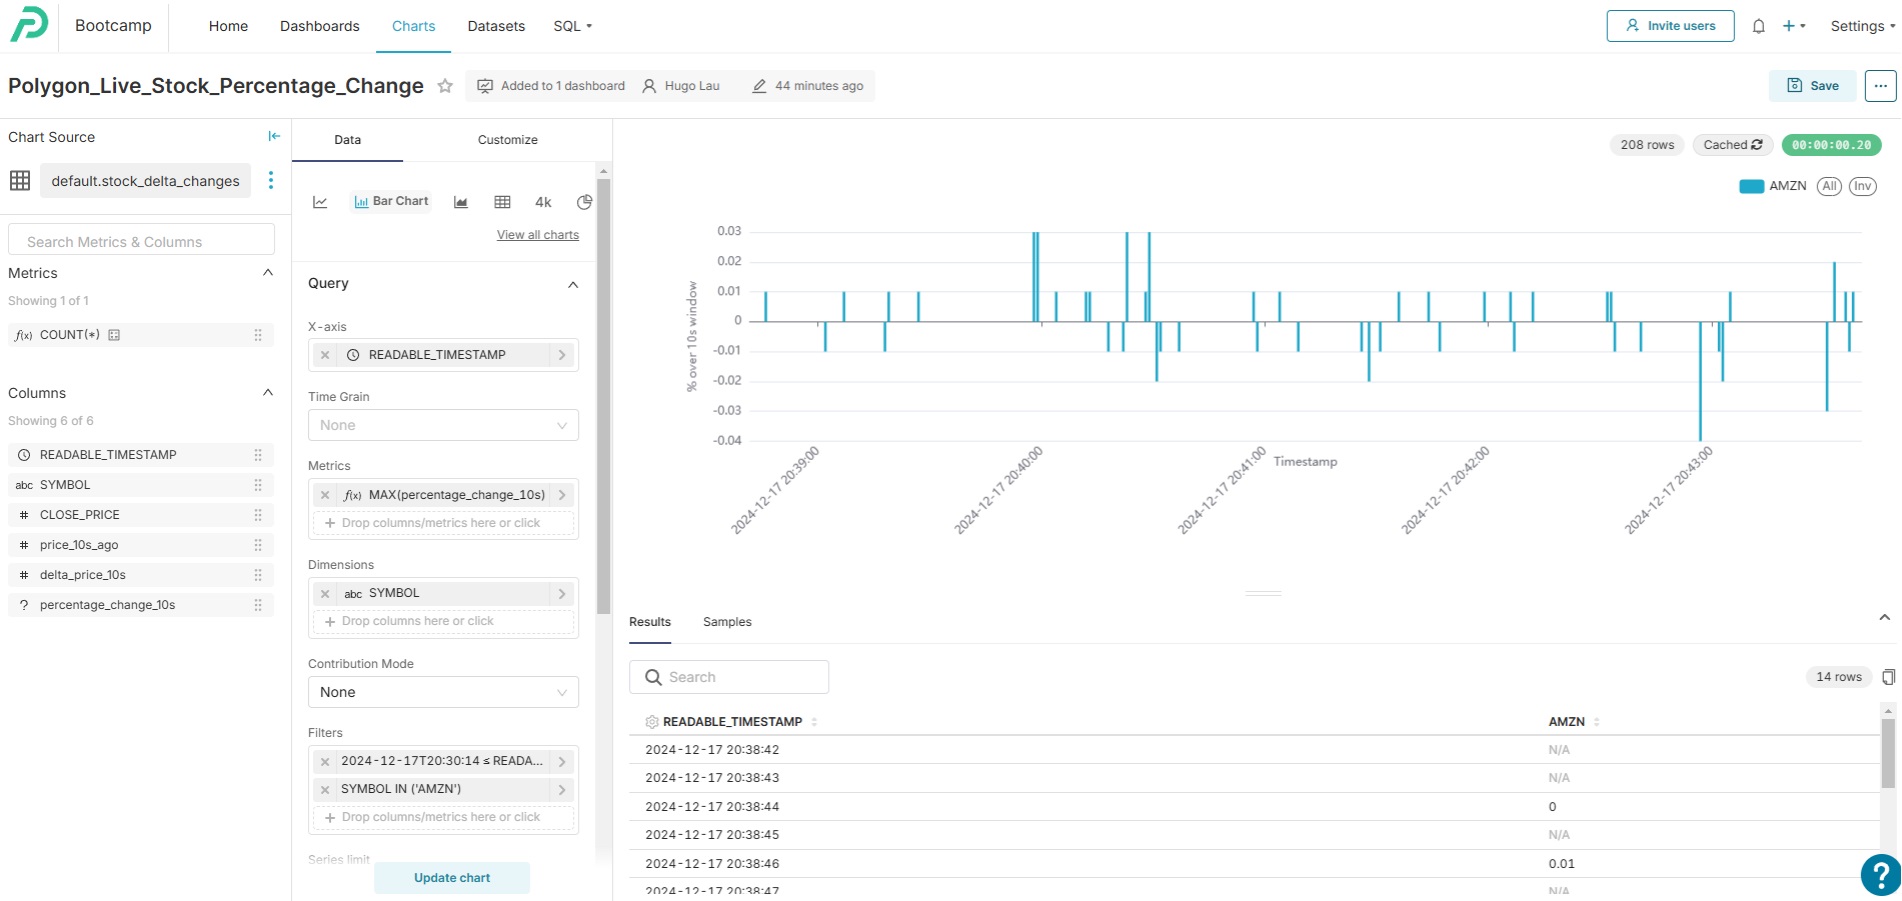 Bootcamp
Home
Dashboards
Charts
Datasets
SQL
Invite users
Settings
Polygon_Live_Stock_Percentage_Change
Added to 1 dashboard
Hugo Lau
44 minutes ago
Save
...
Chart Source
default.stock_delta_changes
Search Metrics & Columns
Metrics
Showing 1 of 1
f(x) COUNT(*)
Columns
Showing 6 of 6
READABLE_TIMESTAMP
abc SYMBOL
# CLOSE_PRICE
# price_10s_ago
# delta_price_10s
? percentage_change_10s
Data
Customize
Bar Chart
4k
View all charts
Query
X-axis
READABLE_TIMESTAMP
Time Grain
None
Metrics
f(x) MAX(percentage_change_10s)
+ Drop columns/metrics here or click
Dimensions
abc SYMBOL
+ Drop columns here or click
Contribution Mode
None
Filters
2024-12-17T20:30:14 ≤ READA...
SYMBOL IN ('AMZN')
+ Drop columns/metrics here or click
Series limit
Update chart
208 rows
Cached
00:00:00.20
AMZN
All
Inv
% over 10s window
0.03
0.02
0.01
0
-0.01
-0.02
-0.03
-0.04
2024-12-17 20:39:00
2024-12-17 20:40:00
2024-12-17 20:41:00
2024-12-17 20:42:00
2024-12-17 20:43:00
Timestamp
Results
Samples
Search
14 rows
READABLE_TIMESTAMP
AMZN
2024-12-17 20:38:42 N/A
2024-12-17 20:38:43 N/A
2024-12-17 20:38:44 0
2024-12-17 20:38:45 N/A
2024-12-17 20:38:46 0.01
2024-12-17 20:38:47 N/A
?